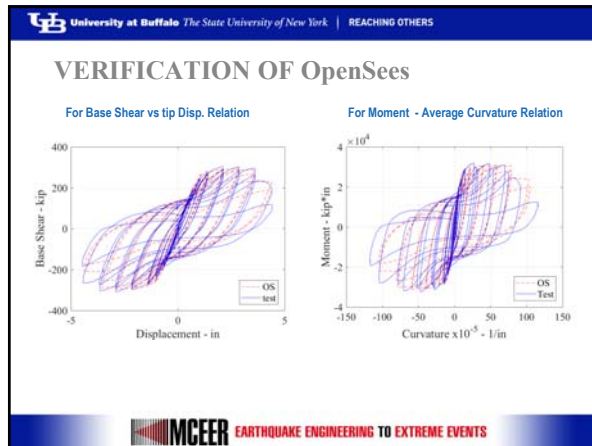 UB University at Buffalo The State University of New York | REACHING OTHERS
VERIFICATION OF OpenSees
For Base Shear vs tip Disp. Relation
For Moment - Average Curvature Relation
400
200
0
-200
-400
Base Shear - kip
-5
0
5
Displacement - in
OS
test
×10^4
4
2
0
-2
-4
Moment - kip*in
-150
-100
-50
0
50
100
150
Curvature x10^-5 - 1/in
OS
Test
MCEER EARTHQUAKE ENGINEERING TO EXTREME EVENTS